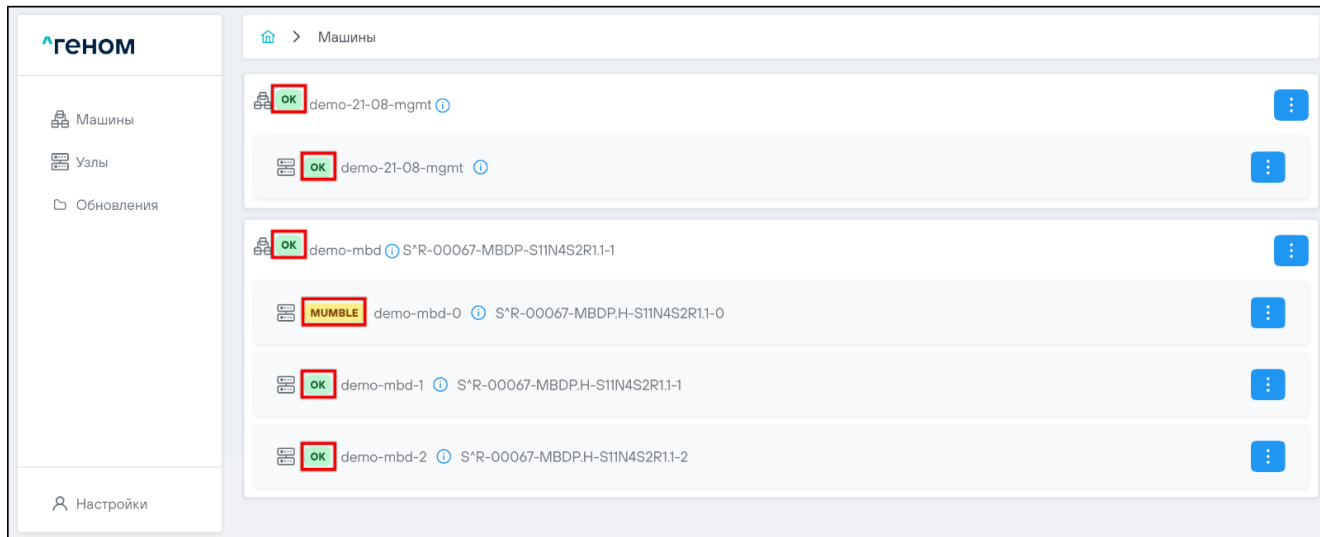 ^геном
> Машины
Машины
Узлы
Обновления
Настройки
OK demo-21-08-mgmt
OK demo-21-08-mgmt
OK demo-mbd S^R-00067-MBDP-S11N4S2R1.1-1
MUMBLE demo-mbd-0 S^R-00067-MBDP.H-S11N4S2R1.1-0
OK demo-mbd-1 S^R-00067-MBDP.H-S11N4S2R1.1-1
OK demo-mbd-2 S^R-00067-MBDP.H-S11N4S2R1.1-2